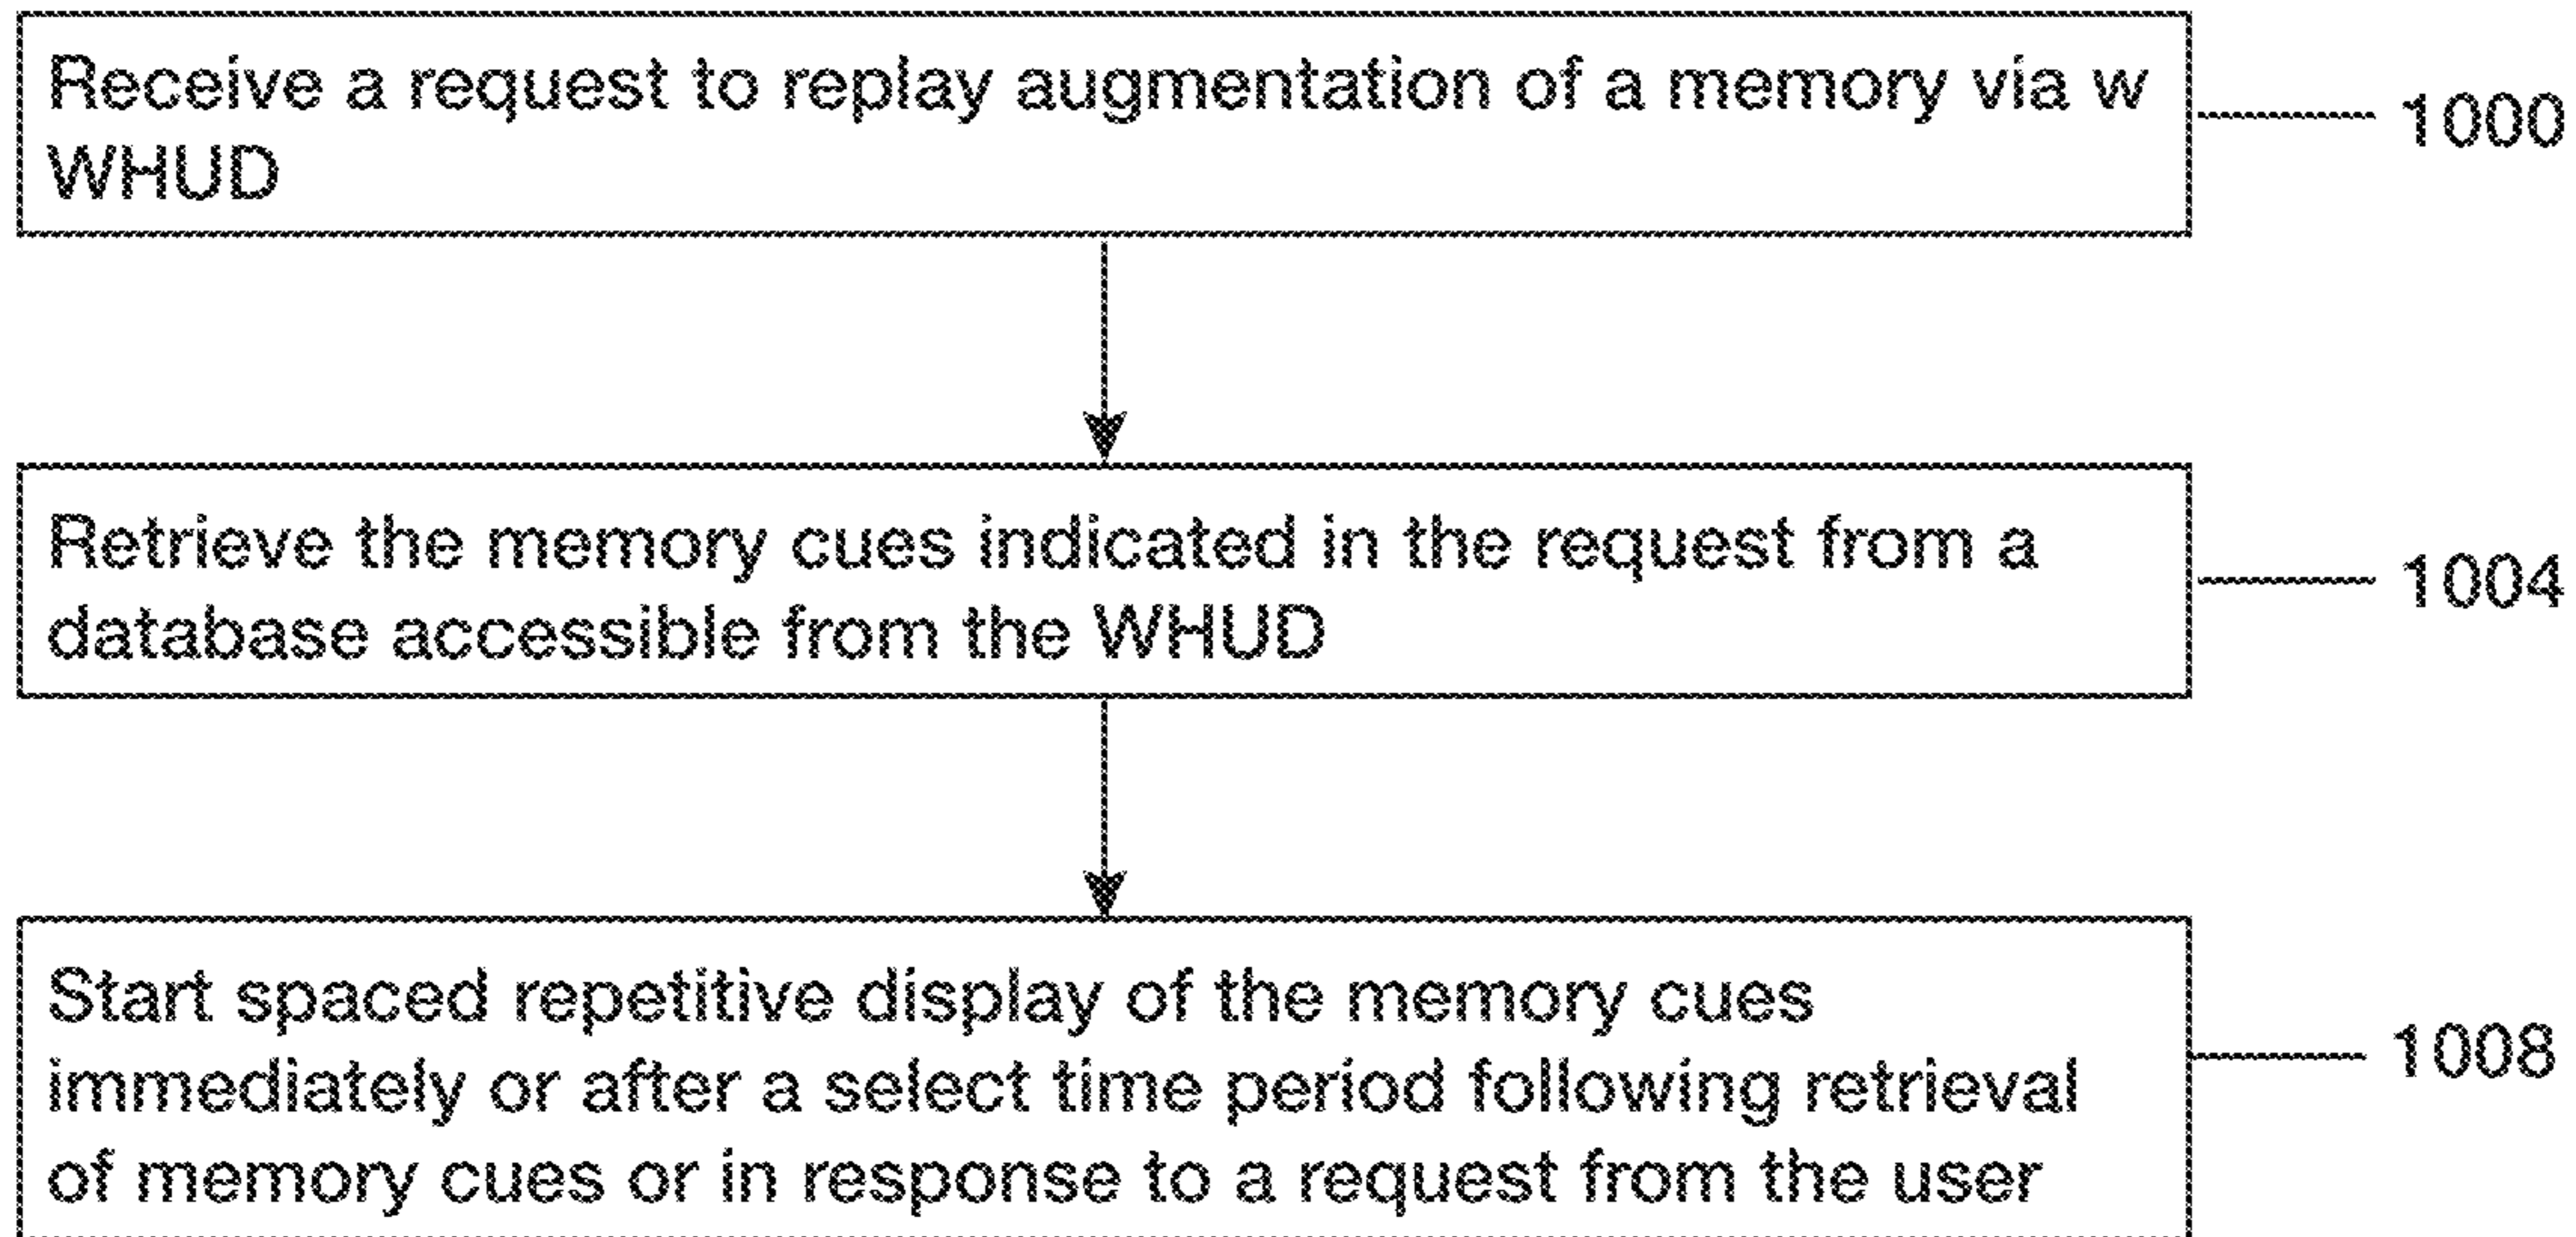 Receive a request to replay augmentation of a memory via w
WHUD
1000
Retrieve the memory cues indicated in the request from a
database accessible from the WHUD
1004
Start spaced repetitive display of the memory cues
immediately or after a select time period following retrieval
of memory cues or in response to a request from the user
1008